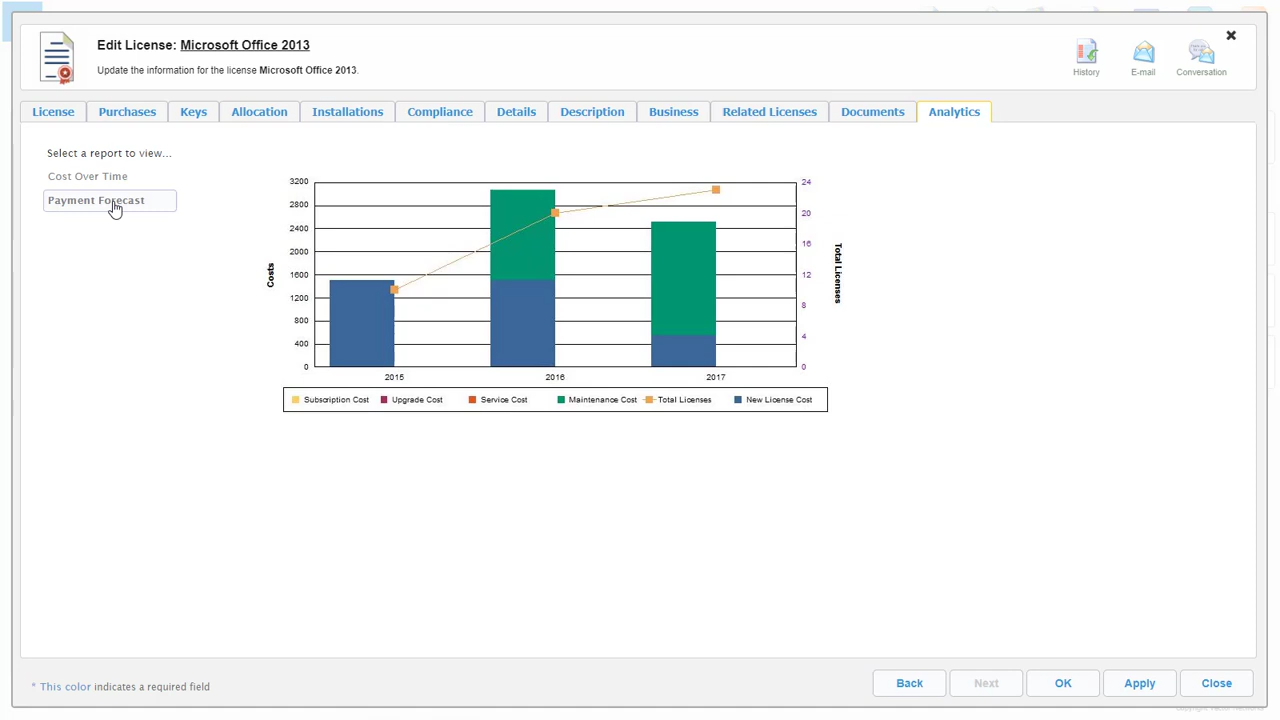 Edit License: Microsoft Office 2013
Update the information for the license Microsoft Office 2013.
History E-mail Conversation
License Purchases Keys Allocation Installations Compliance Details Description Business Related Licenses Documents Analytics
Select a report to view...
Cost Over Time
Payment Forecast
3200 24
2800 20
2400
2000 16
1600 12
1200 8
800
400 4
0 0
Costs
Total Licenses
2015 2016 2017
Subscription Cost Upgrade Cost Service Cost Maintenance Cost Total Licenses New License Cost
* This color indicates a required field
Back Next OK Apply Close